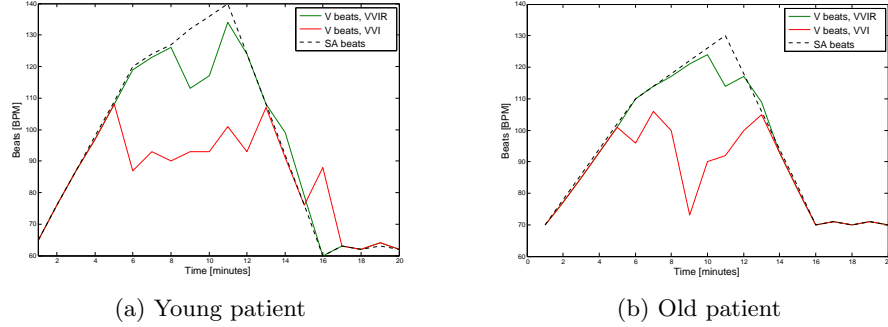 140
130
120
110
100
90
80
70
60
2 4 6 8 10 12 14 16 18 20
Beats [BPM]
Time [minutes]
V beats, VVIR
V beats, VVI
SA beats
(a) Young patient
140
130
120
110
100
90
80
70
60
0 2 4 6 8 10 12 14 16 18 20
Beats [BPM]
Time [minutes]
V beats, VVIR
V beats, VVI
SA beats
(b) Old patient